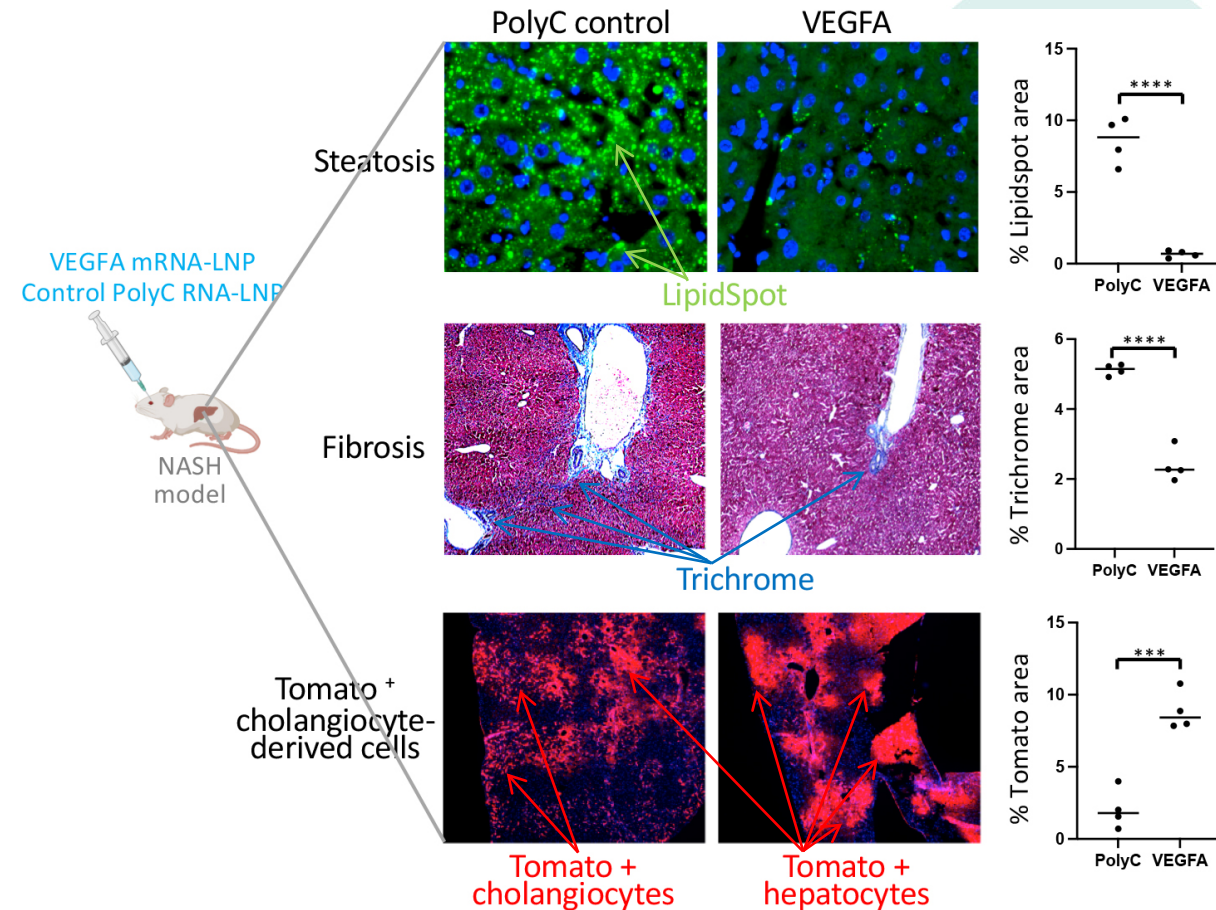 PolyC control
VEGFA
Steatosis
LipidSpot
% Lipidspot area
15
10
5
0
****
PolyC
VEGFA
VEGFA mRNA-LNP
Control PolyC RNA-LNP
NASH
model
Fibrosis
Trichrome
% Trichrome area
6
4
2
0
****
PolyC
VEGFA
Tomato +
cholangiocyte-
derived cells
Tomato +
cholangiocytes
Tomato +
hepatocytes
% Tomato area
15
10
5
0
***
PolyC
VEGFA